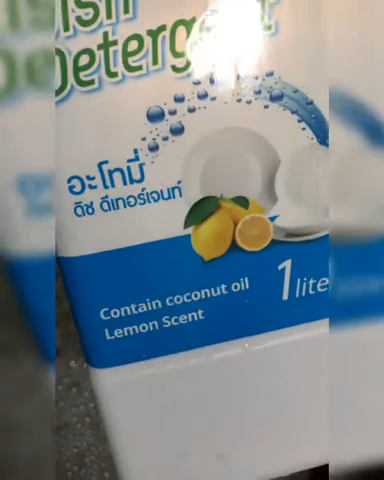 Detergent
อะโทมี่
ดิช ดีเทอร์เจนท์
Contain coconut oil
Lemon Scent
1 lite